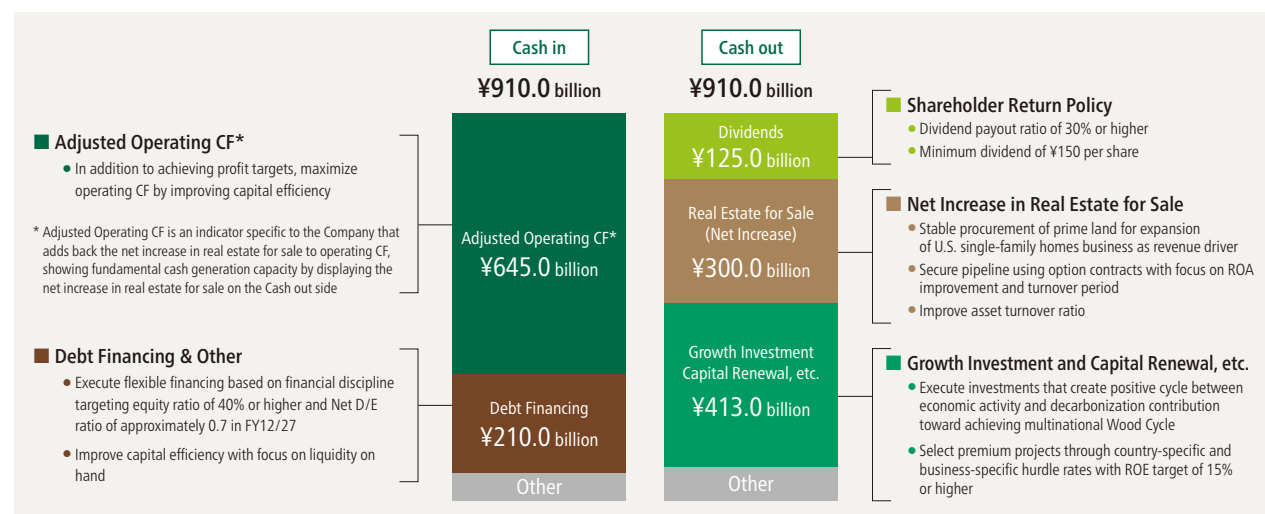 Cash in
¥910.0 billion
Cash out
¥910.0 billion
Adjusted Operating CF*
• In addition to achieving profit targets, maximize
operating CF by improving capital efficiency
* Adjusted Operating CF is an indicator specific to the Company that
adds back the net increase in real estate for sale to operating CF,
showing fundamental cash generation capacity by displaying the
net increase in real estate for sale on the Cash out side
Debt Financing & Other
• Execute flexible financing based on financial discipline
targeting equity ratio of 40% or higher and Net D/E
ratio of approximately 0.7 in FY12/27
• Improve capital efficiency with focus on liquidity on
hand
Adjusted Operating CF*
¥645.0 billion
Debt Financing
¥210.0 billion
Other
Dividends
¥125.0 billion
Real Estate for Sale
(Net Increase)
¥300.0 billion
Growth Investment
Capital Renewal, etc.
¥413.0 billion
Other
Shareholder Return Policy
• Dividend payout ratio of 30% or higher
• Minimum dividend of ¥150 per share
Net Increase in Real Estate for Sale
• Stable procurement of prime land for expansion
of U.S. single-family homes business as revenue driver
• Secure pipeline using option contracts with focus on ROA
improvement and turnover period
• Improve asset turnover ratio
Growth Investment and Capital Renewal, etc.
• Execute investments that create positive cycle between
economic activity and decarbonization contribution
toward achieving multinational Wood Cycle
• Select premium projects through country-specific and
business-specific hurdle rates with ROE target of 15%
or higher